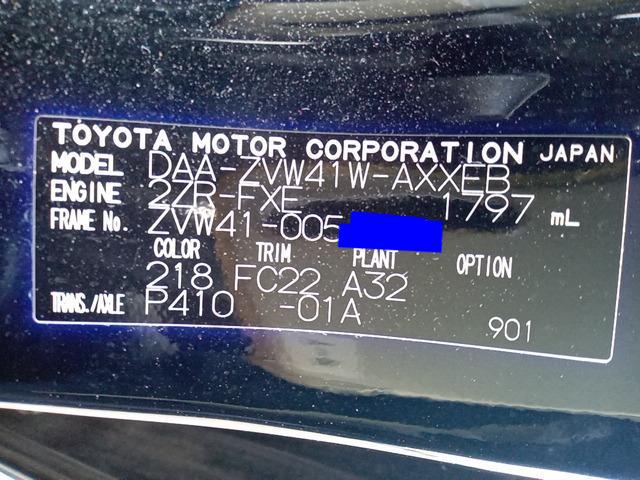 TOYOTA MOTOR CORPORATION JAPAN
MODEL DAA-ZVW41W-AXXEB
ENGINE 2ZR-FXE 1797 mL
FRAME No. ZVW41-005
COLOR TRIM PLANT OPTION
218 FC22 A32
TRANS./AXLE P410 -01A
901